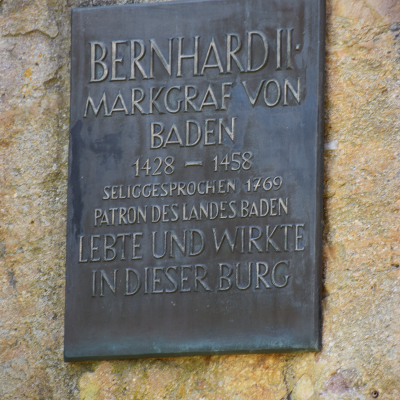 BERNHARD II·
MARKGRAF VON
BADEN
1428 – 1458
SELIGGESPROCHEN 1769
PATRON DES LANDES BADEN
LEBTE UND WIRKTE
IN DIESER BURG